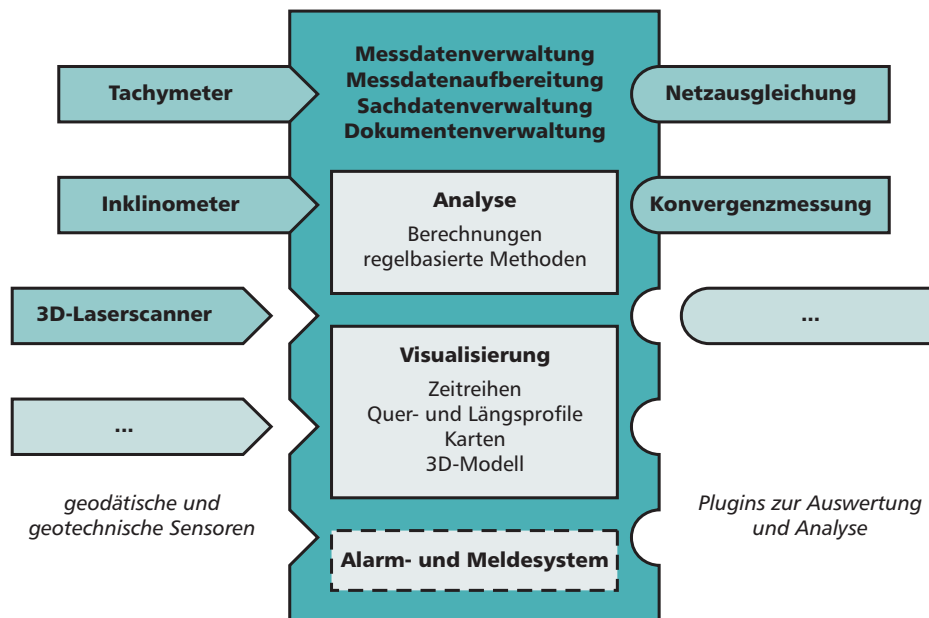 Messdatenverwaltung
Messdatenaufbereitung
Sachdatenverwaltung
Dokumentenverwaltung
Tachymeter
Netzausgleichung
Inklinometer
Konvergenzmessung
Analyse
Berechnungen
regelbasierte Methoden
3D-Laserscanner
...
Visualisierung
Zeitreihen
Quer- und Längsprofile
Karten
3D-Modell
...
geodätische und
geotechnische Sensoren
Plugins zur Auswertung
und Analyse
Alarm- und Meldesystem